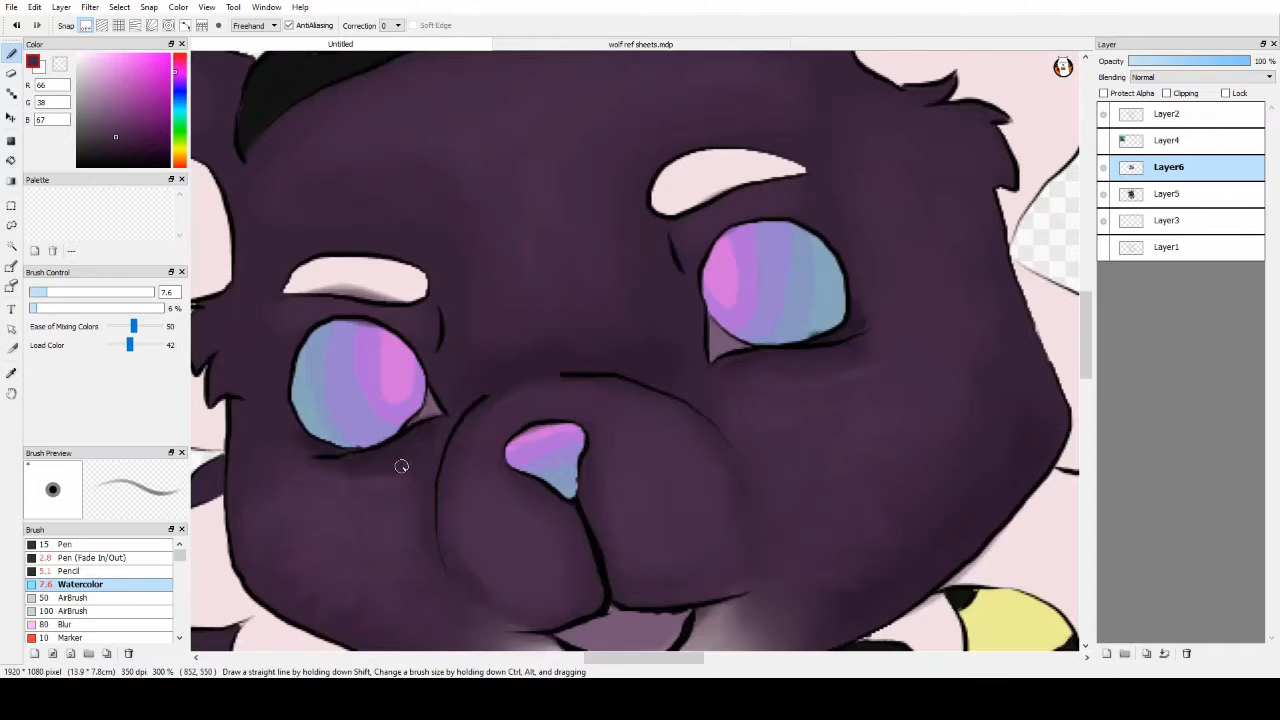 File Edit Layer Filter Select Snap Color View Tool Window Help
Snap Freehand AntiAliasing Correction 0 Soft Edge
Color
Untitled
wolf ref sheets.mdp
Layer
R 66
G 38
B 67
Opacity 100 %
Blending Normal
Protect Alpha Clipping Lock
Layer2
Layer4
Layer6
Layer5
Layer3
Layer1
Palette
---
Brush Control
7.6
6 %
Ease of Mixing Colors 50
Load Color 42
Brush Preview
Brush
15 Pen
2.8 Pen (Fade In/Out)
5.1 Pencil
7.6 Watercolor
50 AirBrush
100 AirBrush
80 Blur
10 Marker
1920 * 1080 pixel (13.9 * 7.8cm) 350 dpi 300 % ( 852, 550 ) Draw a straight line by holding down Shift, Change a brush size by holding down Ctrl, Alt, and dragging